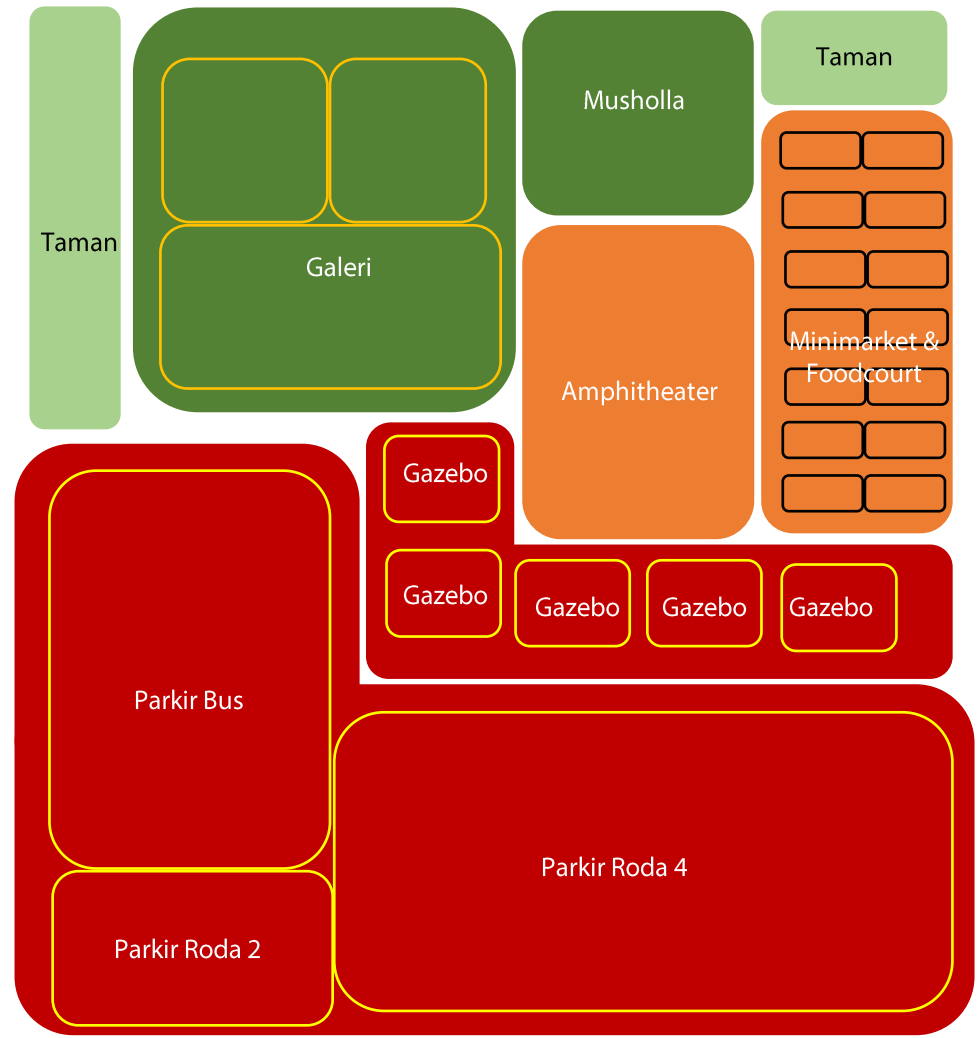 Taman
Musholla
Taman
Galeri
Minimarket &
Foodcourt
Amphitheater
Gazebo
Gazebo
Gazebo
Gazebo
Gazebo
Parkir Bus
Parkir Roda 4
Parkir Roda 2